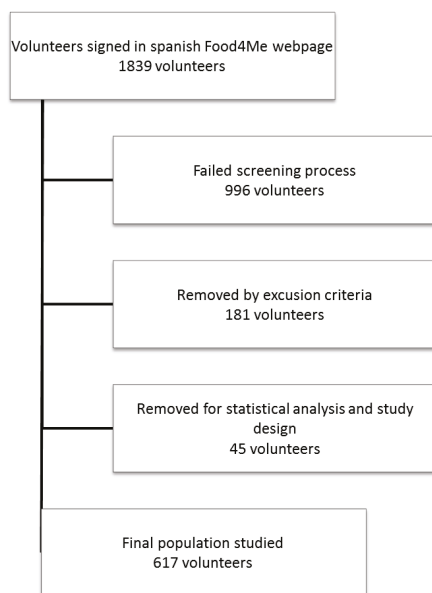 Volunteers signed in spanish Food4Me webpage
1839 volunteers
Failed screening process
996 volunteers
Removed by excusion criteria
181 volunteers
Removed for statistical analysis and study
design
45 volunteers
Final population studied
617 volunteers